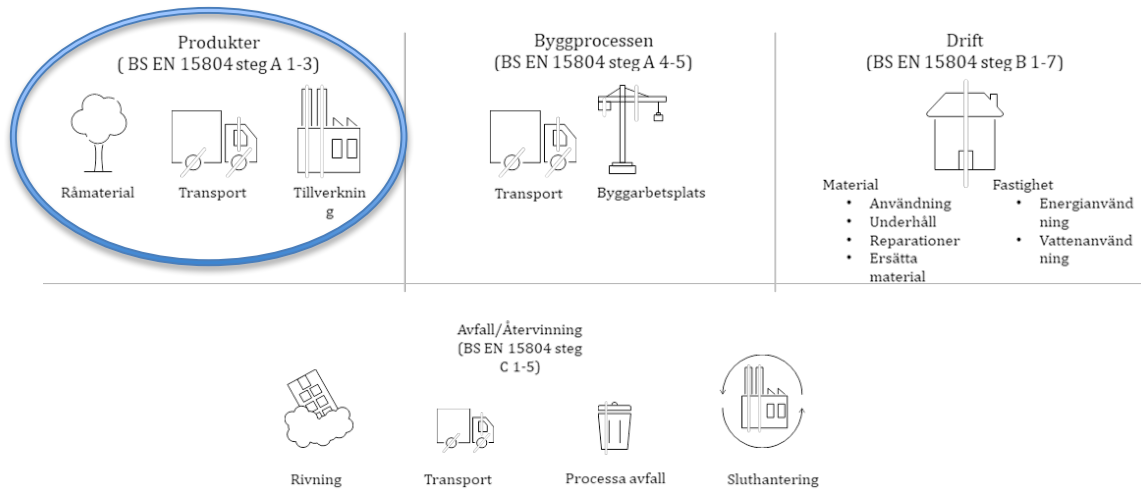 Produkter
( BS EN 15804 steg A 1-3)
Råmaterial
Transport
Tillverknin
g
Byggprocessen
(BS EN 15804 steg A 4-5)
Transport
Byggarbetsplats
Drift
(BS EN 15804 steg B 1-7)
Material
• Användning
• Underhåll
• Reparationer
• Ersätta
material
Fastighet
• Energianvänd
ning
• Vattenanvänd
ning
Avfall/Återvinning
(BS EN 15804 steg
C 1-5)
Rivning
Transport
Processa avfall
Sluthantering